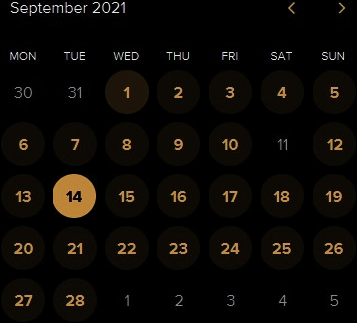 September 2021
MON TUE WED THU FRI SAT SUN
30 31 1 2 3 4 5
6 7 8 9 10 11 12
13 14 15 16 17 18 19
20 21 22 23 24 25 26
27 28 1 2 3 4 5